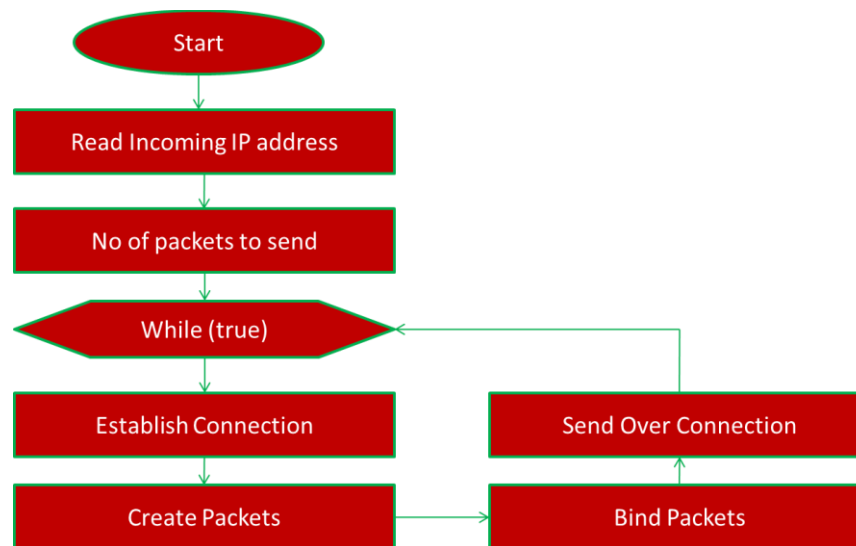 Start
Read Incoming IP address
No of packets to send
While (true)
Establish Connection
Create Packets
Bind Packets
Send Over Connection